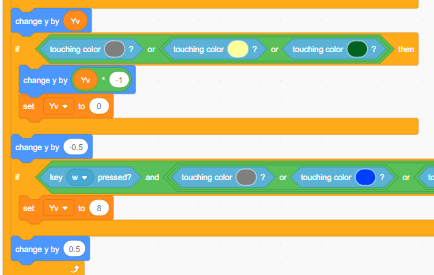 change y by Yv
if touching color ? or touching color ? or touching color ? then
change y by Yv * -1
set Yv to 0
change y by -0.5
if key w pressed? and touching color ? or touching color ? or
set Yv to 8
change y by 0.5